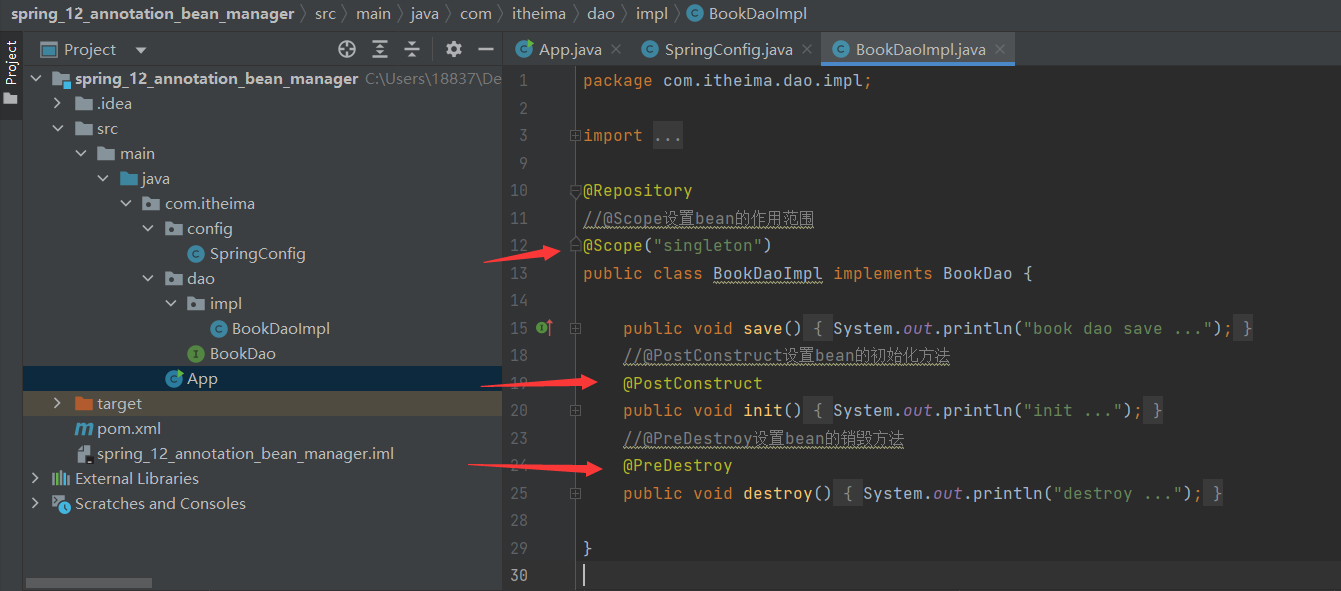 spring_12_annotation_bean_manager src main java com itheima dao impl BookDaoImpl
Project
Project
App.java SpringConfig.java BookDaoImpl.java
spring_12_annotation_bean_manager C:\Users\18837\De
.idea
src
main
java
com.itheima
config
SpringConfig
dao
impl
BookDaoImpl
BookDao
App
target
pom.xml
spring_12_annotation_bean_manager.iml
External Libraries
Scratches and Consoles
1 package com.itheima.dao.impl;
2
3 import ...
9
10 @Repository
11 //@Scope设置bean的作用范围
12 @Scope("singleton")
13 public class BookDaoImpl implements BookDao {
14
15 public void save() { System.out.println("book dao save ..."); }
18 //@PostConstruct设置bean的初始化方法
19 @PostConstruct
20 public void init() { System.out.println("init ..."); }
23 //@PreDestroy设置bean的销毁方法
24 @PreDestroy
25 public void destroy() { System.out.println("destroy ..."); }
28
29 }
30